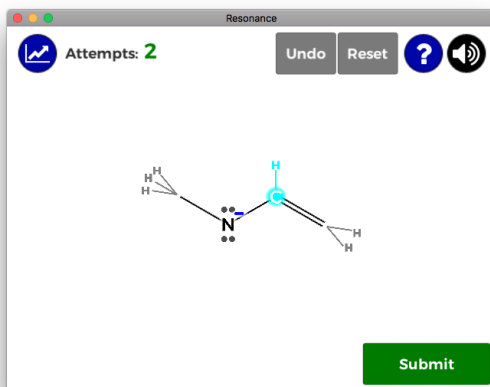 Resonance
Attempts: 2
Undo
Reset
?
H
H
H
H
C
N
H
H
Submit